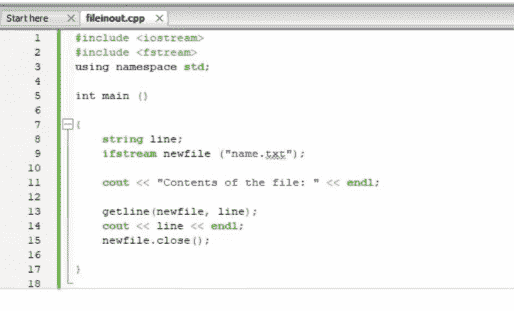 Start here fileinout.cpp
1 #include <iostream>
2 #include <fstream>
3 using namespace std;
4
5 int main ()
6
7 {
8 string line;
9 ifstream newfile ("name.txt");
10
11 cout << "Contents of the file: " << endl;
12
13 getline(newfile, line);
14 cout << line << endl;
15 newfile.close();
16
17 }
18